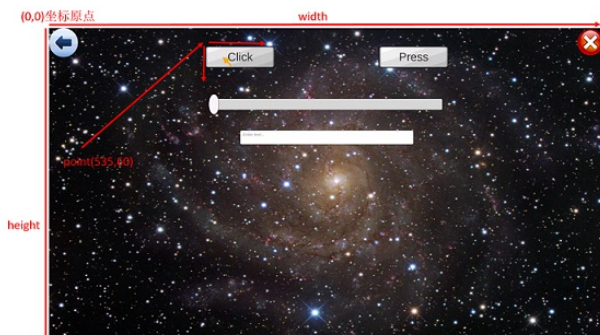 (0,0)坐标原点
width
Click
Press
point(535,60)
height